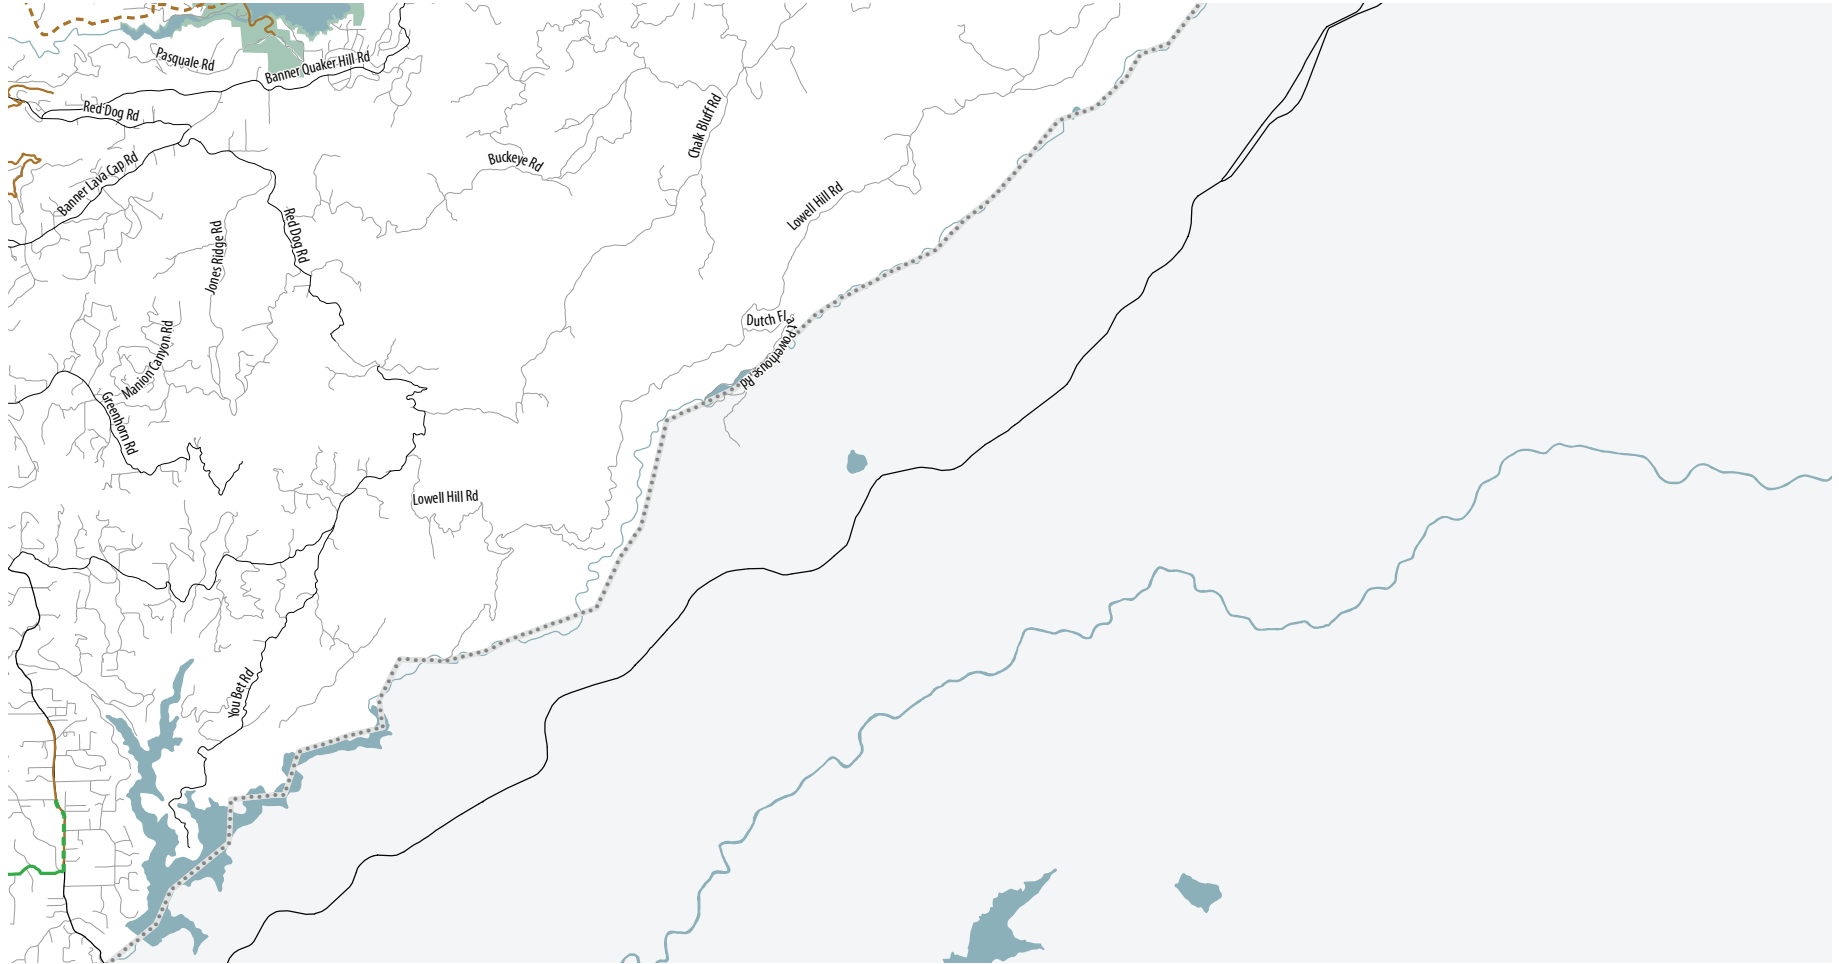 Pasquale Rd
Banner Quaker Hill Rd
Red Dog Rd
Chalk Bluff Rd
Buckeye Rd
Banner Lava Cap Rd
Lowell Hill Rd
Red Dog Rd
Jones Ridge Rd
Dutch Flat Powerhouse Rd
Manion Canyon Rd
Greenhorn Rd
Lowell Hill Rd
You Bet Rd